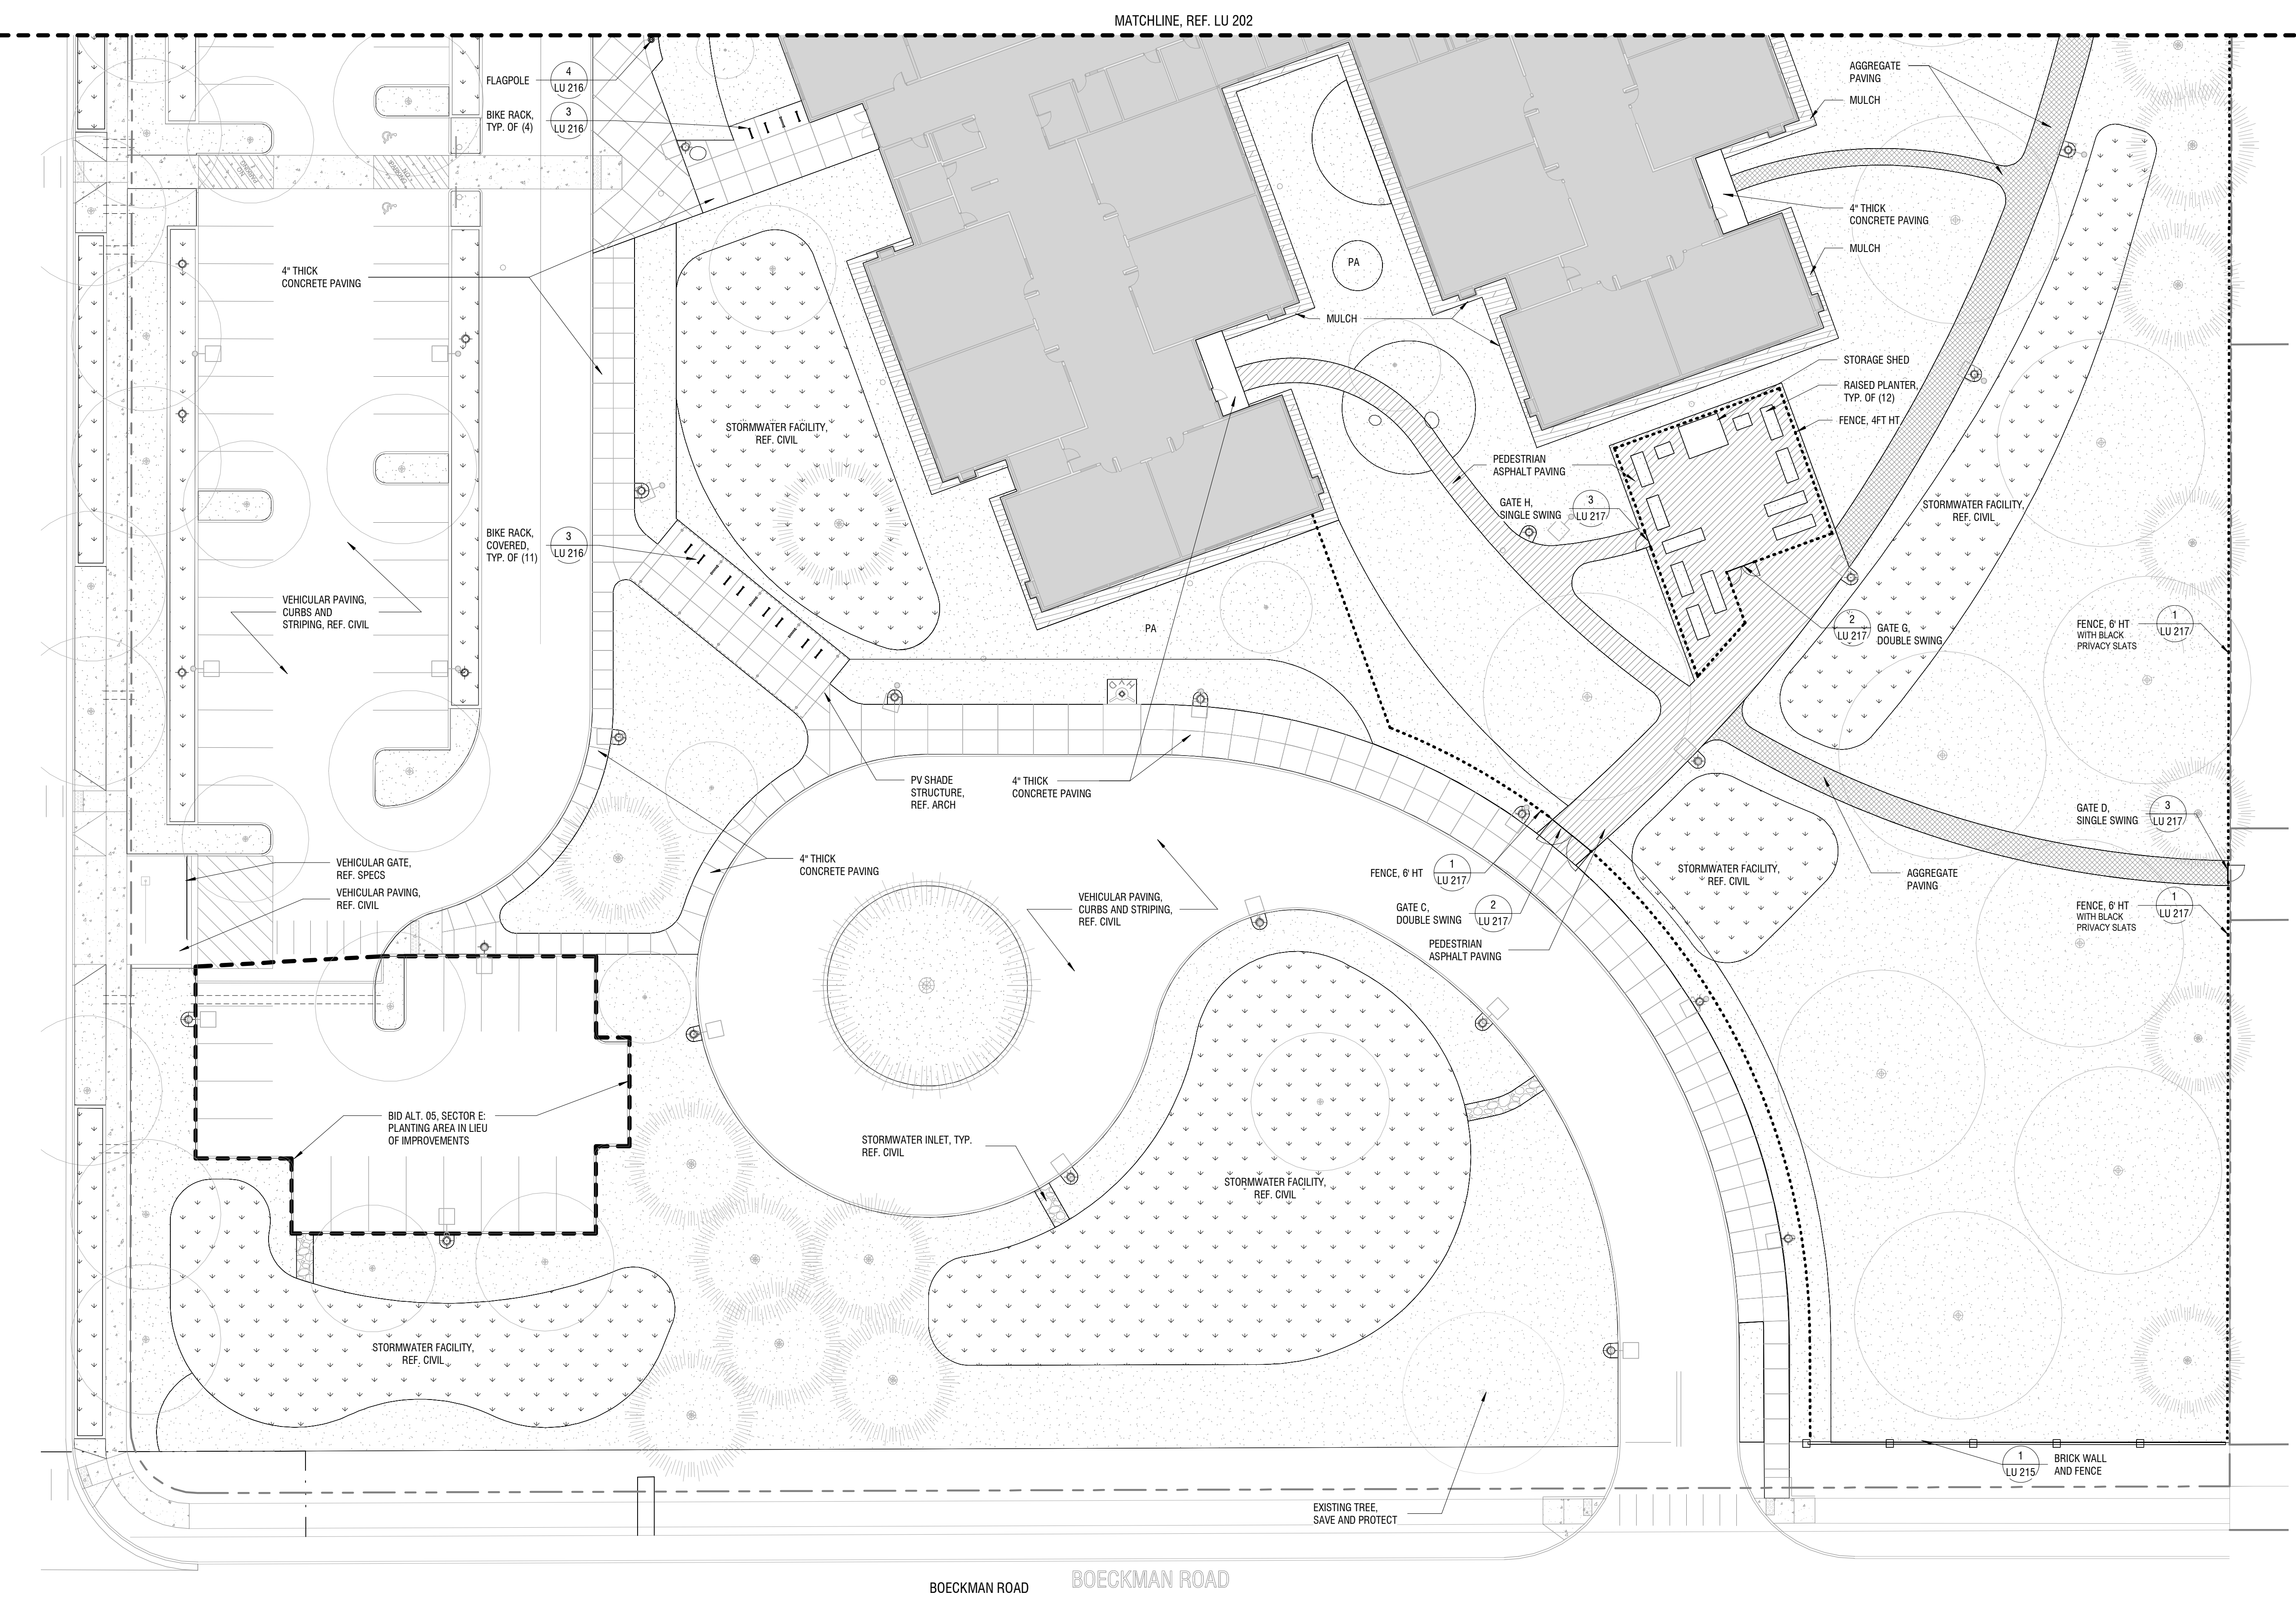 MATCHLINE, REF. LU 202
FLAGPOLE
4
LU 216
BIKE RACK,
TYP. OF (4)
3
LU 216
AGGREGATE
PAVING
MULCH
4" THICK
CONCRETE PAVING
MULCH
4" THICK
CONCRETE PAVING
PA
MULCH
STORAGE SHED
RAISED PLANTER,
TYP. OF (12)
FENCE, 4FT HT
STORMWATER FACILITY,
REF. CIVIL
PEDESTRIAN
ASPHALT PAVING
GATE H,
SINGLE SWING
3
LU 217
STORMWATER FACILITY,
REF. CIVIL
BIKE RACK,
COVERED,
TYP. OF (11)
3
LU 216
VEHICULAR PAVING,
CURBS AND
STRIPING, REF. CIVIL
PA
2
LU 217
GATE G,
DOUBLE SWING
FENCE, 6' HT
WITH BLACK
PRIVACY SLATS
1
LU 217
PV SHADE
STRUCTURE,
REF. ARCH
4" THICK
CONCRETE PAVING
GATE D,
SINGLE SWING
3
LU 217
VEHICULAR GATE,
REF. SPECS
VEHICULAR PAVING,
REF. CIVIL
4" THICK
CONCRETE PAVING
FENCE, 6' HT
1
LU 217
STORMWATER FACILITY,
REF. CIVIL
AGGREGATE
PAVING
VEHICULAR PAVING,
CURBS AND STRIPING,
REF. CIVIL
GATE C,
DOUBLE SWING
2
LU 217
FENCE, 6' HT
WITH BLACK
PRIVACY SLATS
1
LU 217
PEDESTRIAN
ASPHALT PAVING
BID ALT. 05, SECTOR E:
PLANTING AREA IN LIEU
OF IMPROVEMENTS
STORMWATER INLET, TYP.
REF. CIVIL
STORMWATER FACILITY,
REF. CIVIL
STORMWATER FACILITY,
REF. CIVIL
1
LU 215
BRICK WALL
AND FENCE
EXISTING TREE,
SAVE AND PROTECT
BOECKMAN ROAD
BOECKMAN ROAD